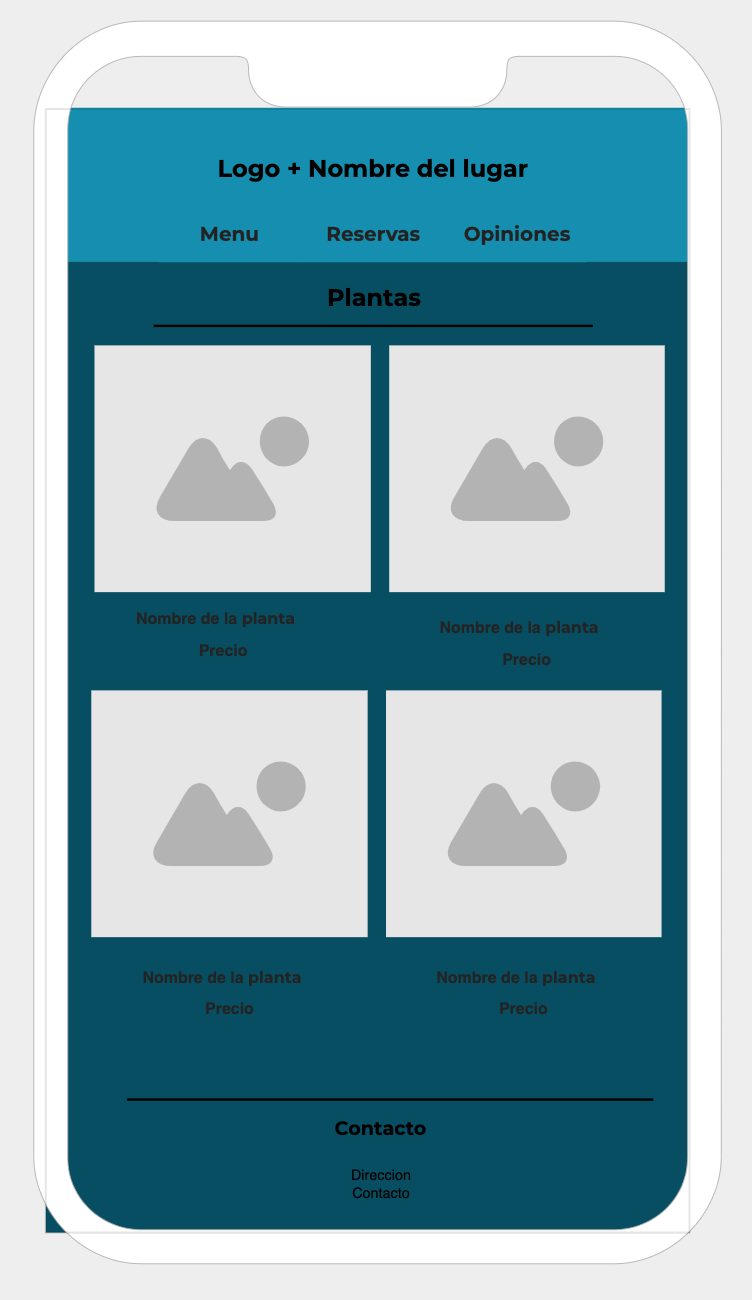 Logo + Nombre del lugar
Menu Reservas Opiniones
Plantas
Nombre de la planta
Precio
Nombre de la planta
Precio
Nombre de la planta
Precio
Nombre de la planta
Precio
Contacto
Direccion
Contacto